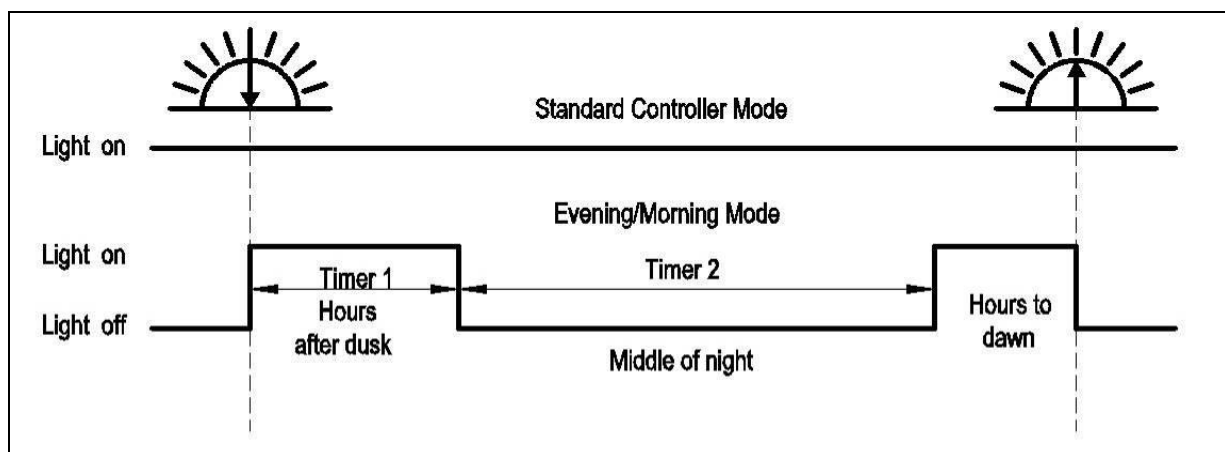 Standard Controller Mode
Light on
Evening/Morning Mode
Light on
Timer 1
Timer 2
Hours
after dusk
Hours to
dawn
Light off
Middle of night